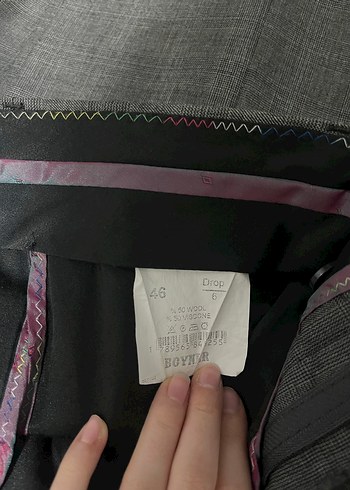 46 Drop
6
% 50 WOOL
% 50 VISCONE
BOYNER